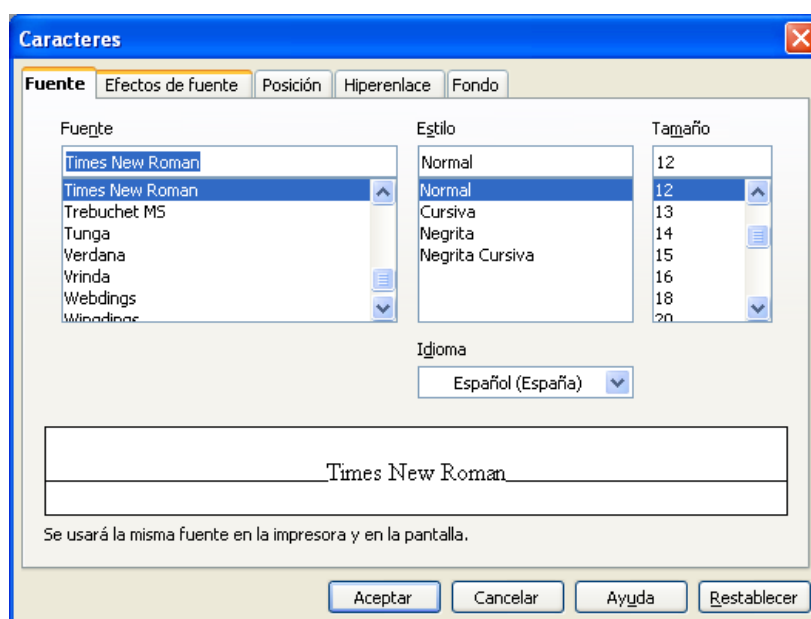 Caracteres
Fuente Efectos de fuente Posición Hiperenlace Fondo
Fuente Estilo Tamaño
Times New Roman Normal 12
Times New Roman Normal 12
Trebuchet MS Cursiva 13
Tunga Negrita 14
Verdana Negrita Cursiva 15
Vrinda 16
Webdings 18
Wingdings 20
Idioma
Español (España)
Times New Roman
Se usará la misma fuente en la impresora y en la pantalla.
Aceptar Cancelar Ayuda Restablecer